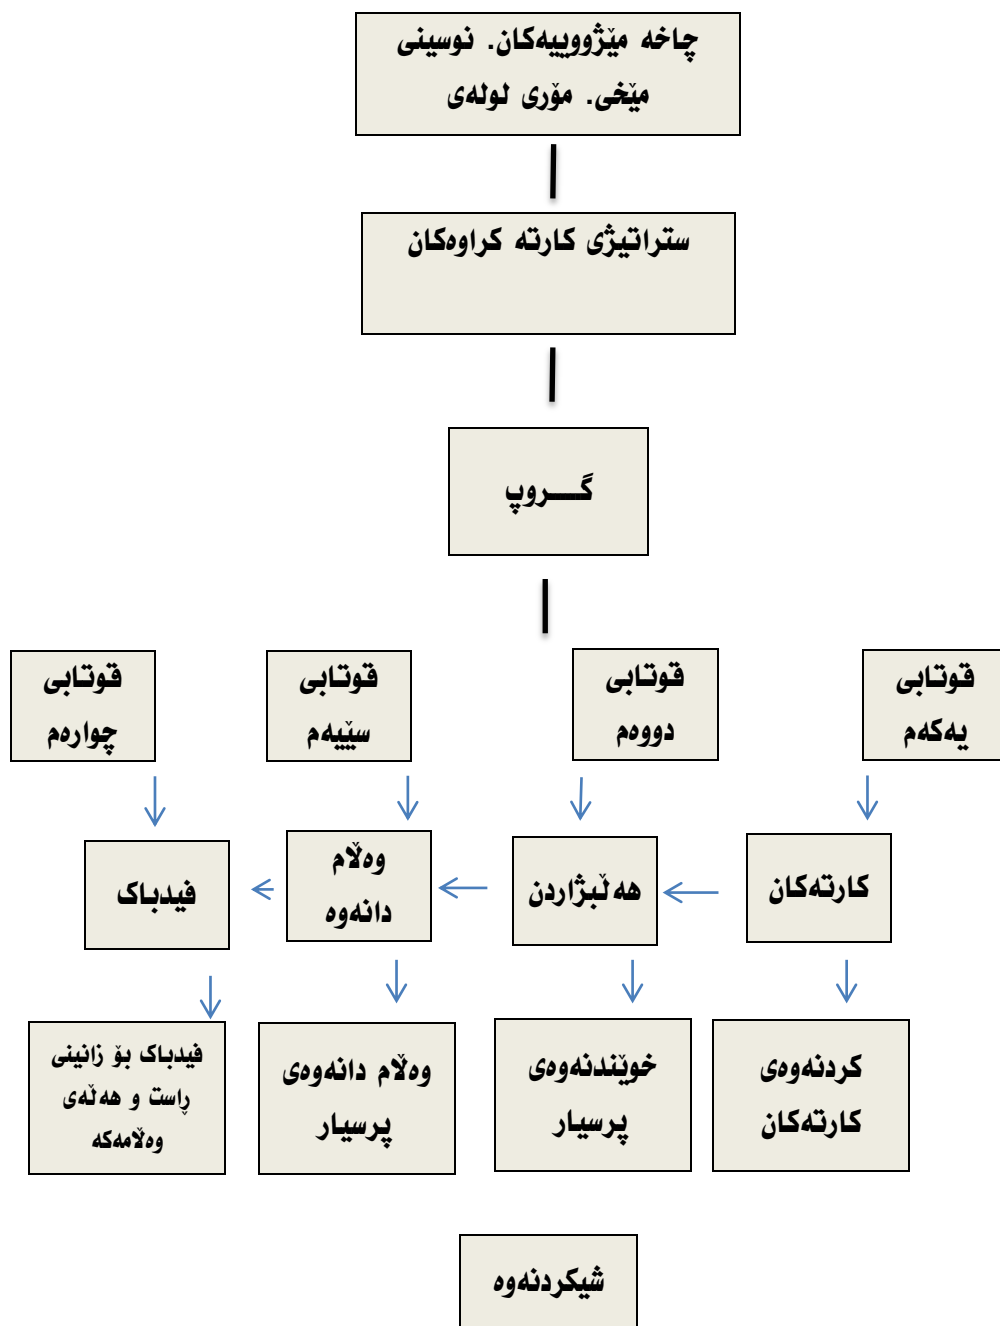 چاخە مێژووییەکان. نوسینی
مێخی. مۆری لولەی
ستراتیژی کارتە کراوەکان
گـــروپ
قوتابی
یەکەم
قوتابی
دووەم
قوتابی
سێیەم
قوتابی
چوارەم
کارتەکان
هەڵبژاردن
وەڵام
دانەوە
فیدباک
کردنەوەی
کارتەکان
خوێندنەوەی
پرسیار
وەڵام دانەوەی
پرسیار
فیدباک بۆ زانینی
ڕاست و هەڵەی
وەڵامەکە
شیکردنەوە